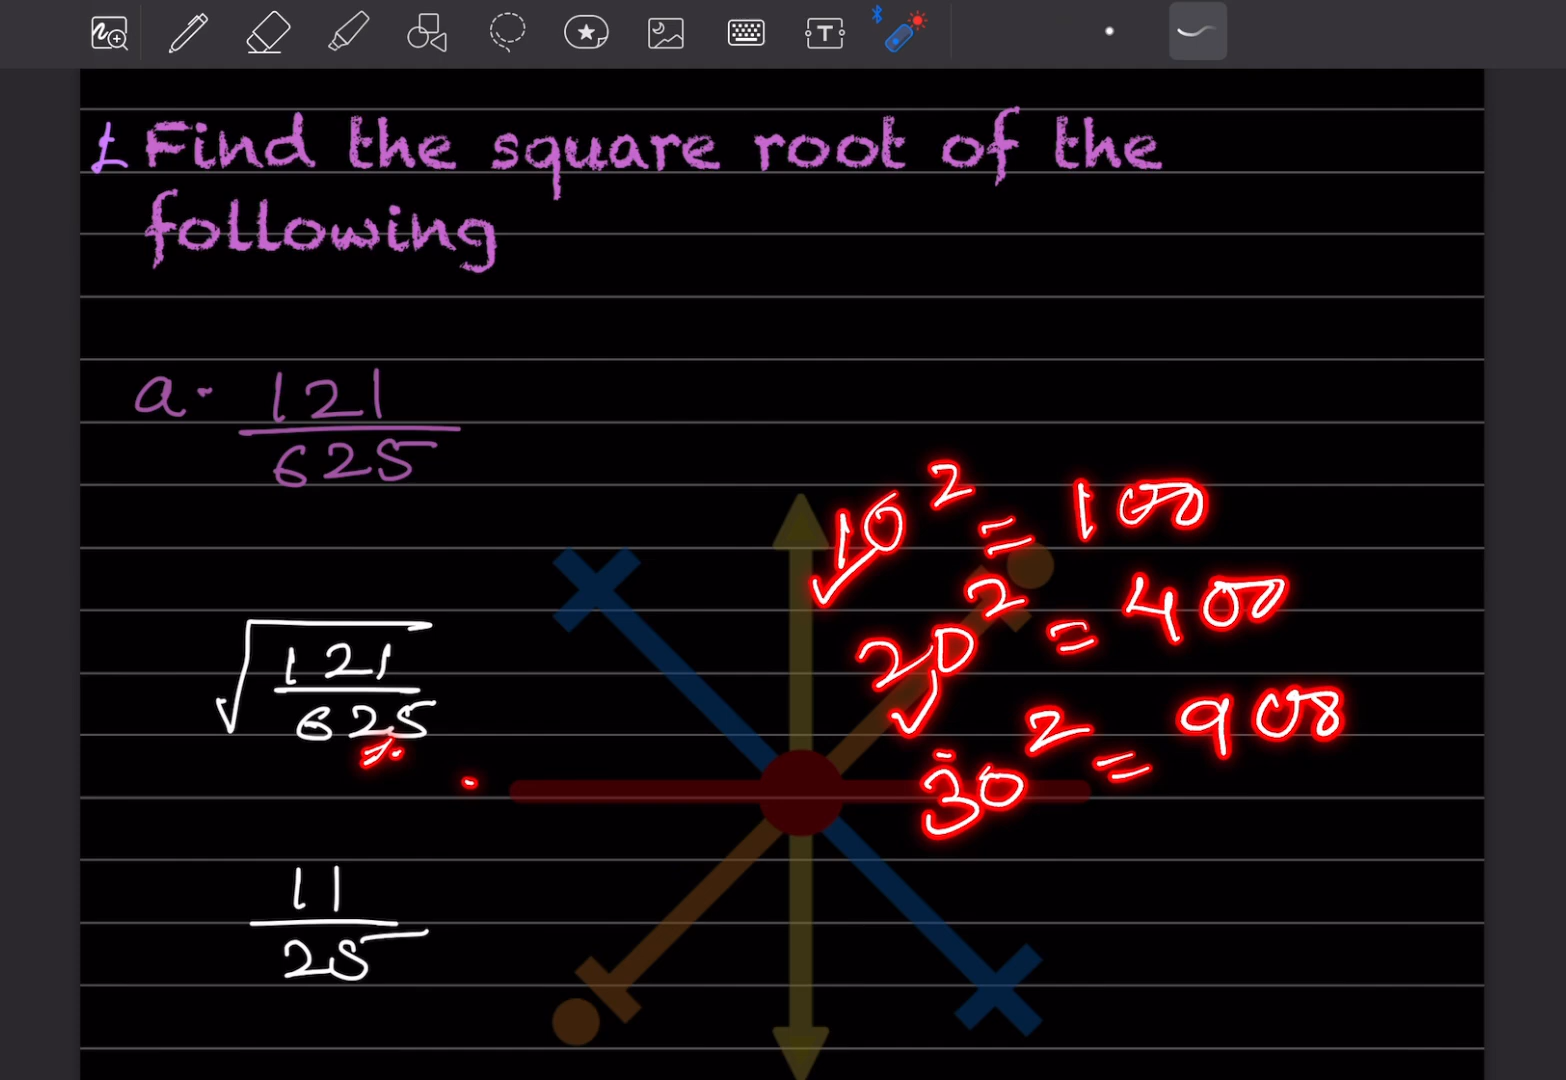 £ Find the square root of the
following
a. 121/625
√121/625
11/25
10² = 100
20² = 400
30² = 900